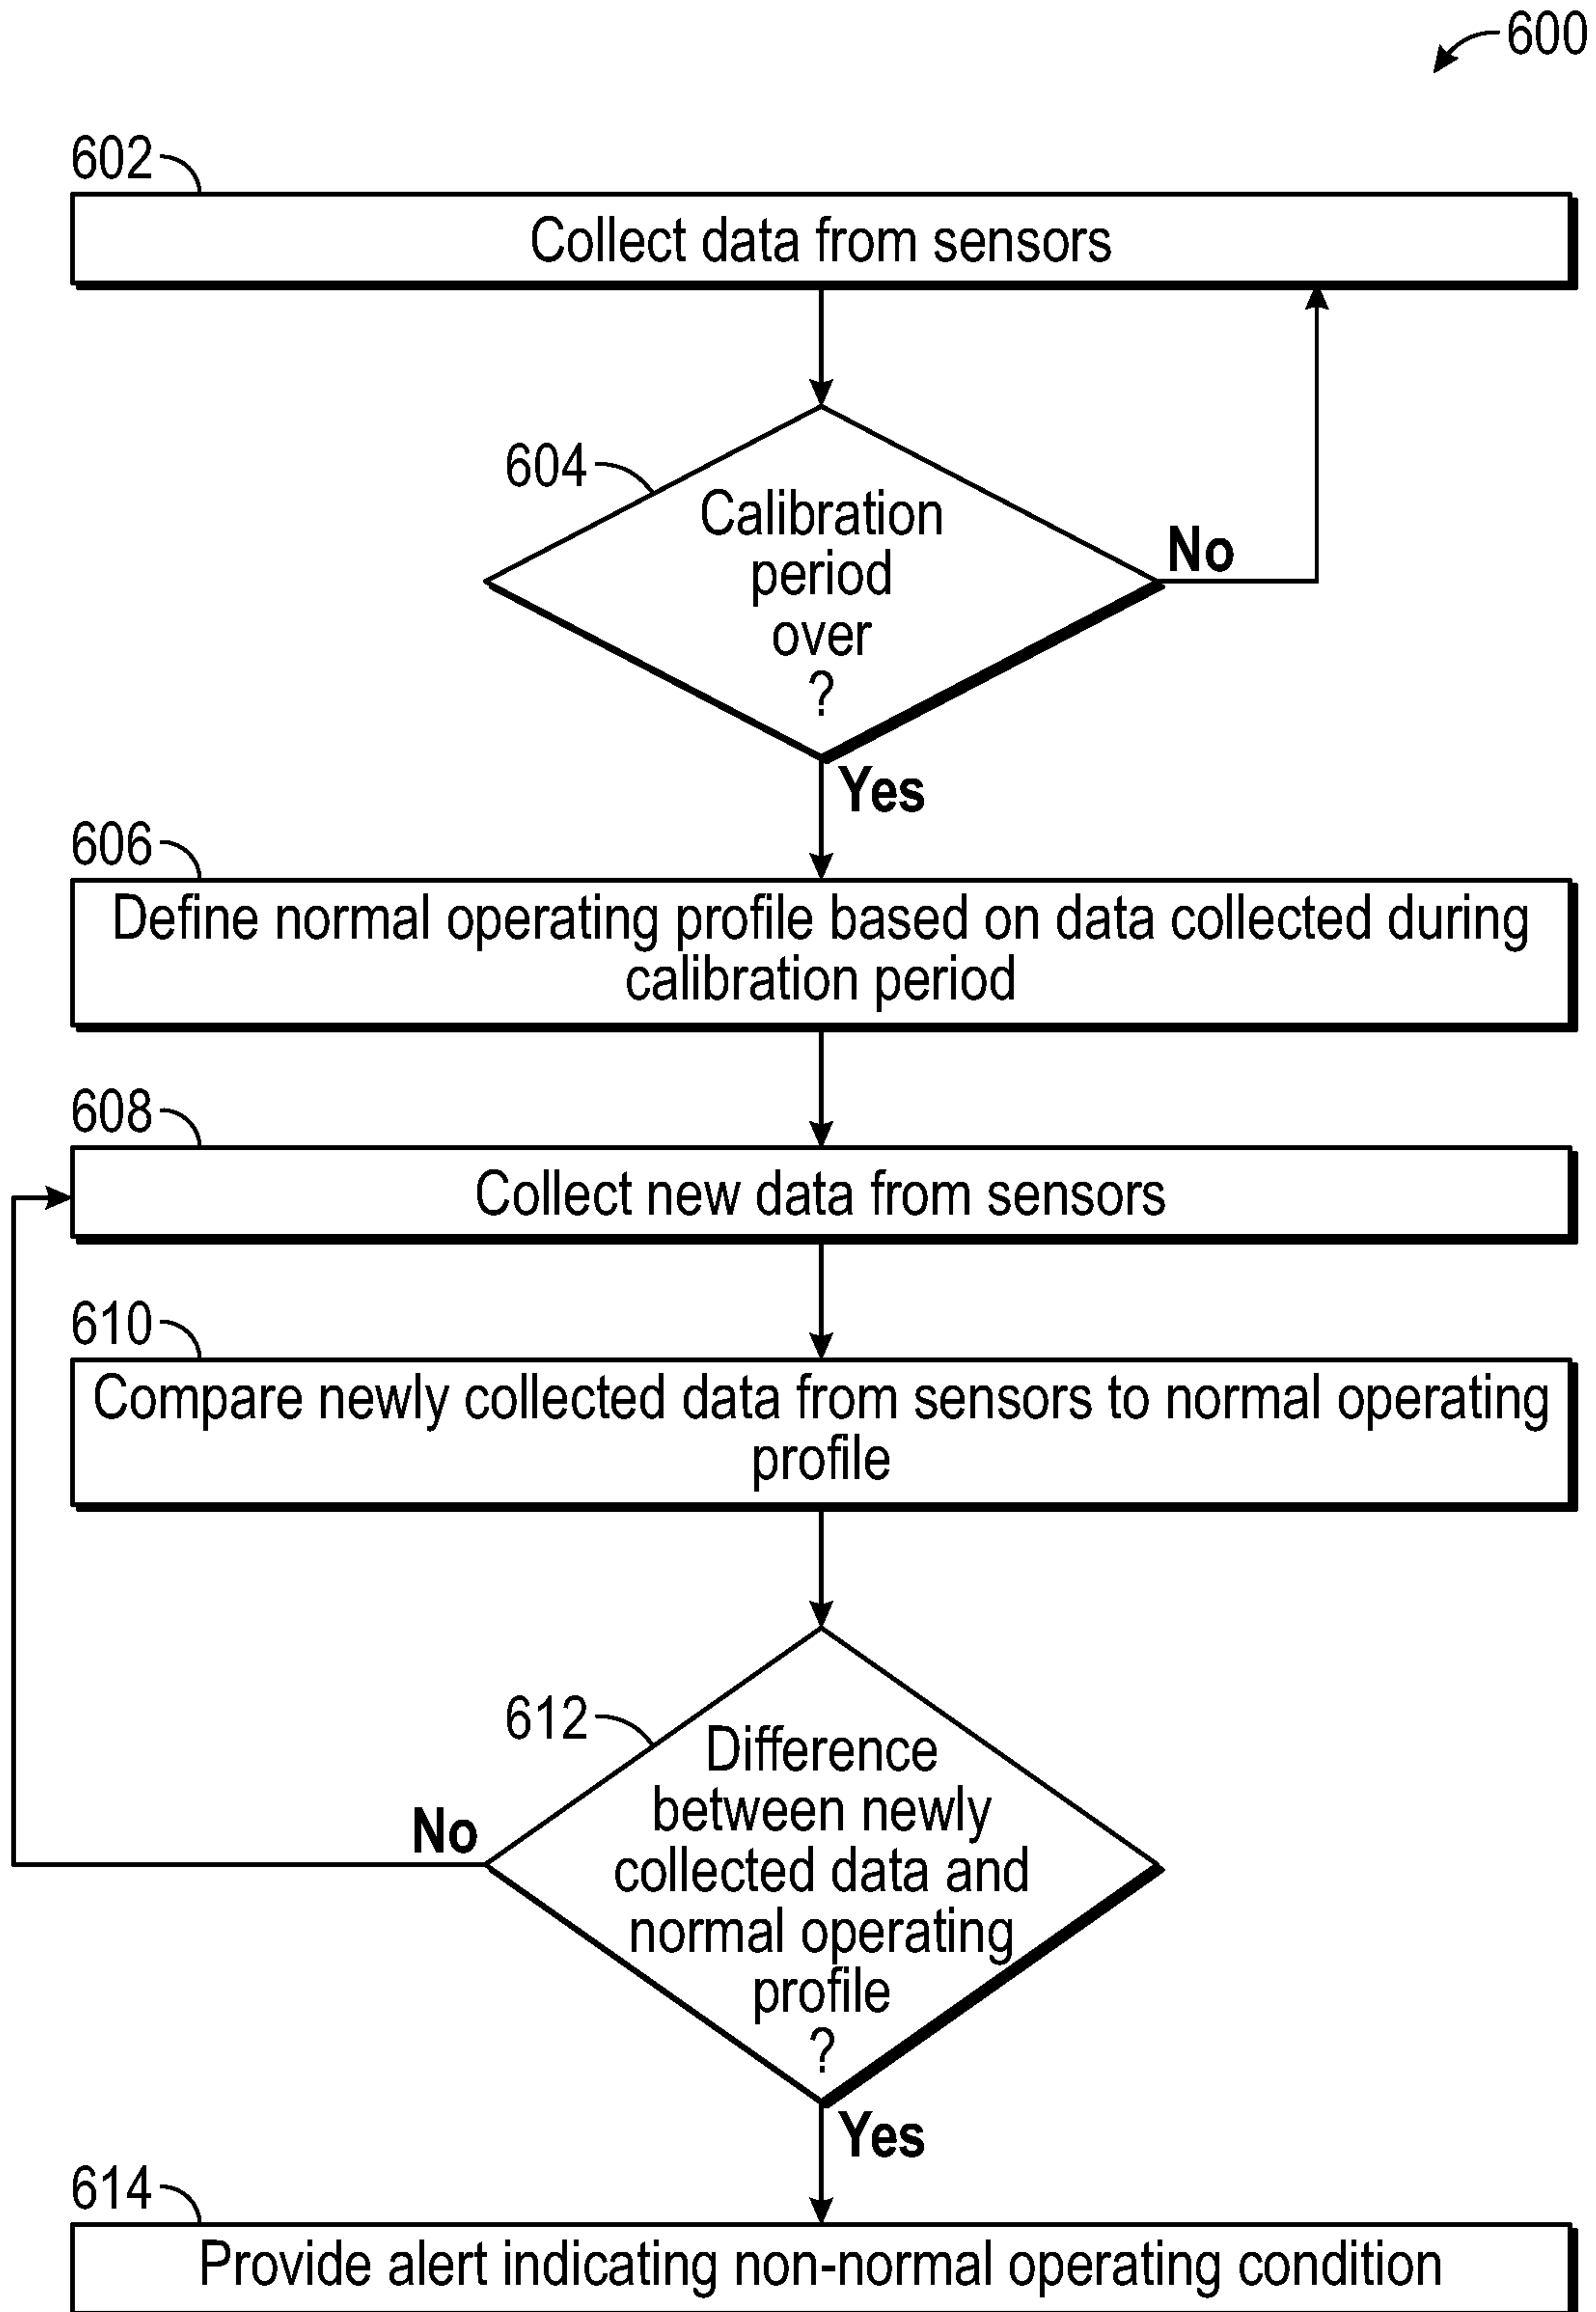 600
602
Collect data from sensors
604
Calibration
period
over
?
No
Yes
606
Define normal operating profile based on data collected during
calibration period
608
Collect new data from sensors
610
Compare newly collected data from sensors to normal operating
profile
612
Difference
between newly
collected data and
normal operating
profile
?
No
Yes
614
Provide alert indicating non-normal operating condition